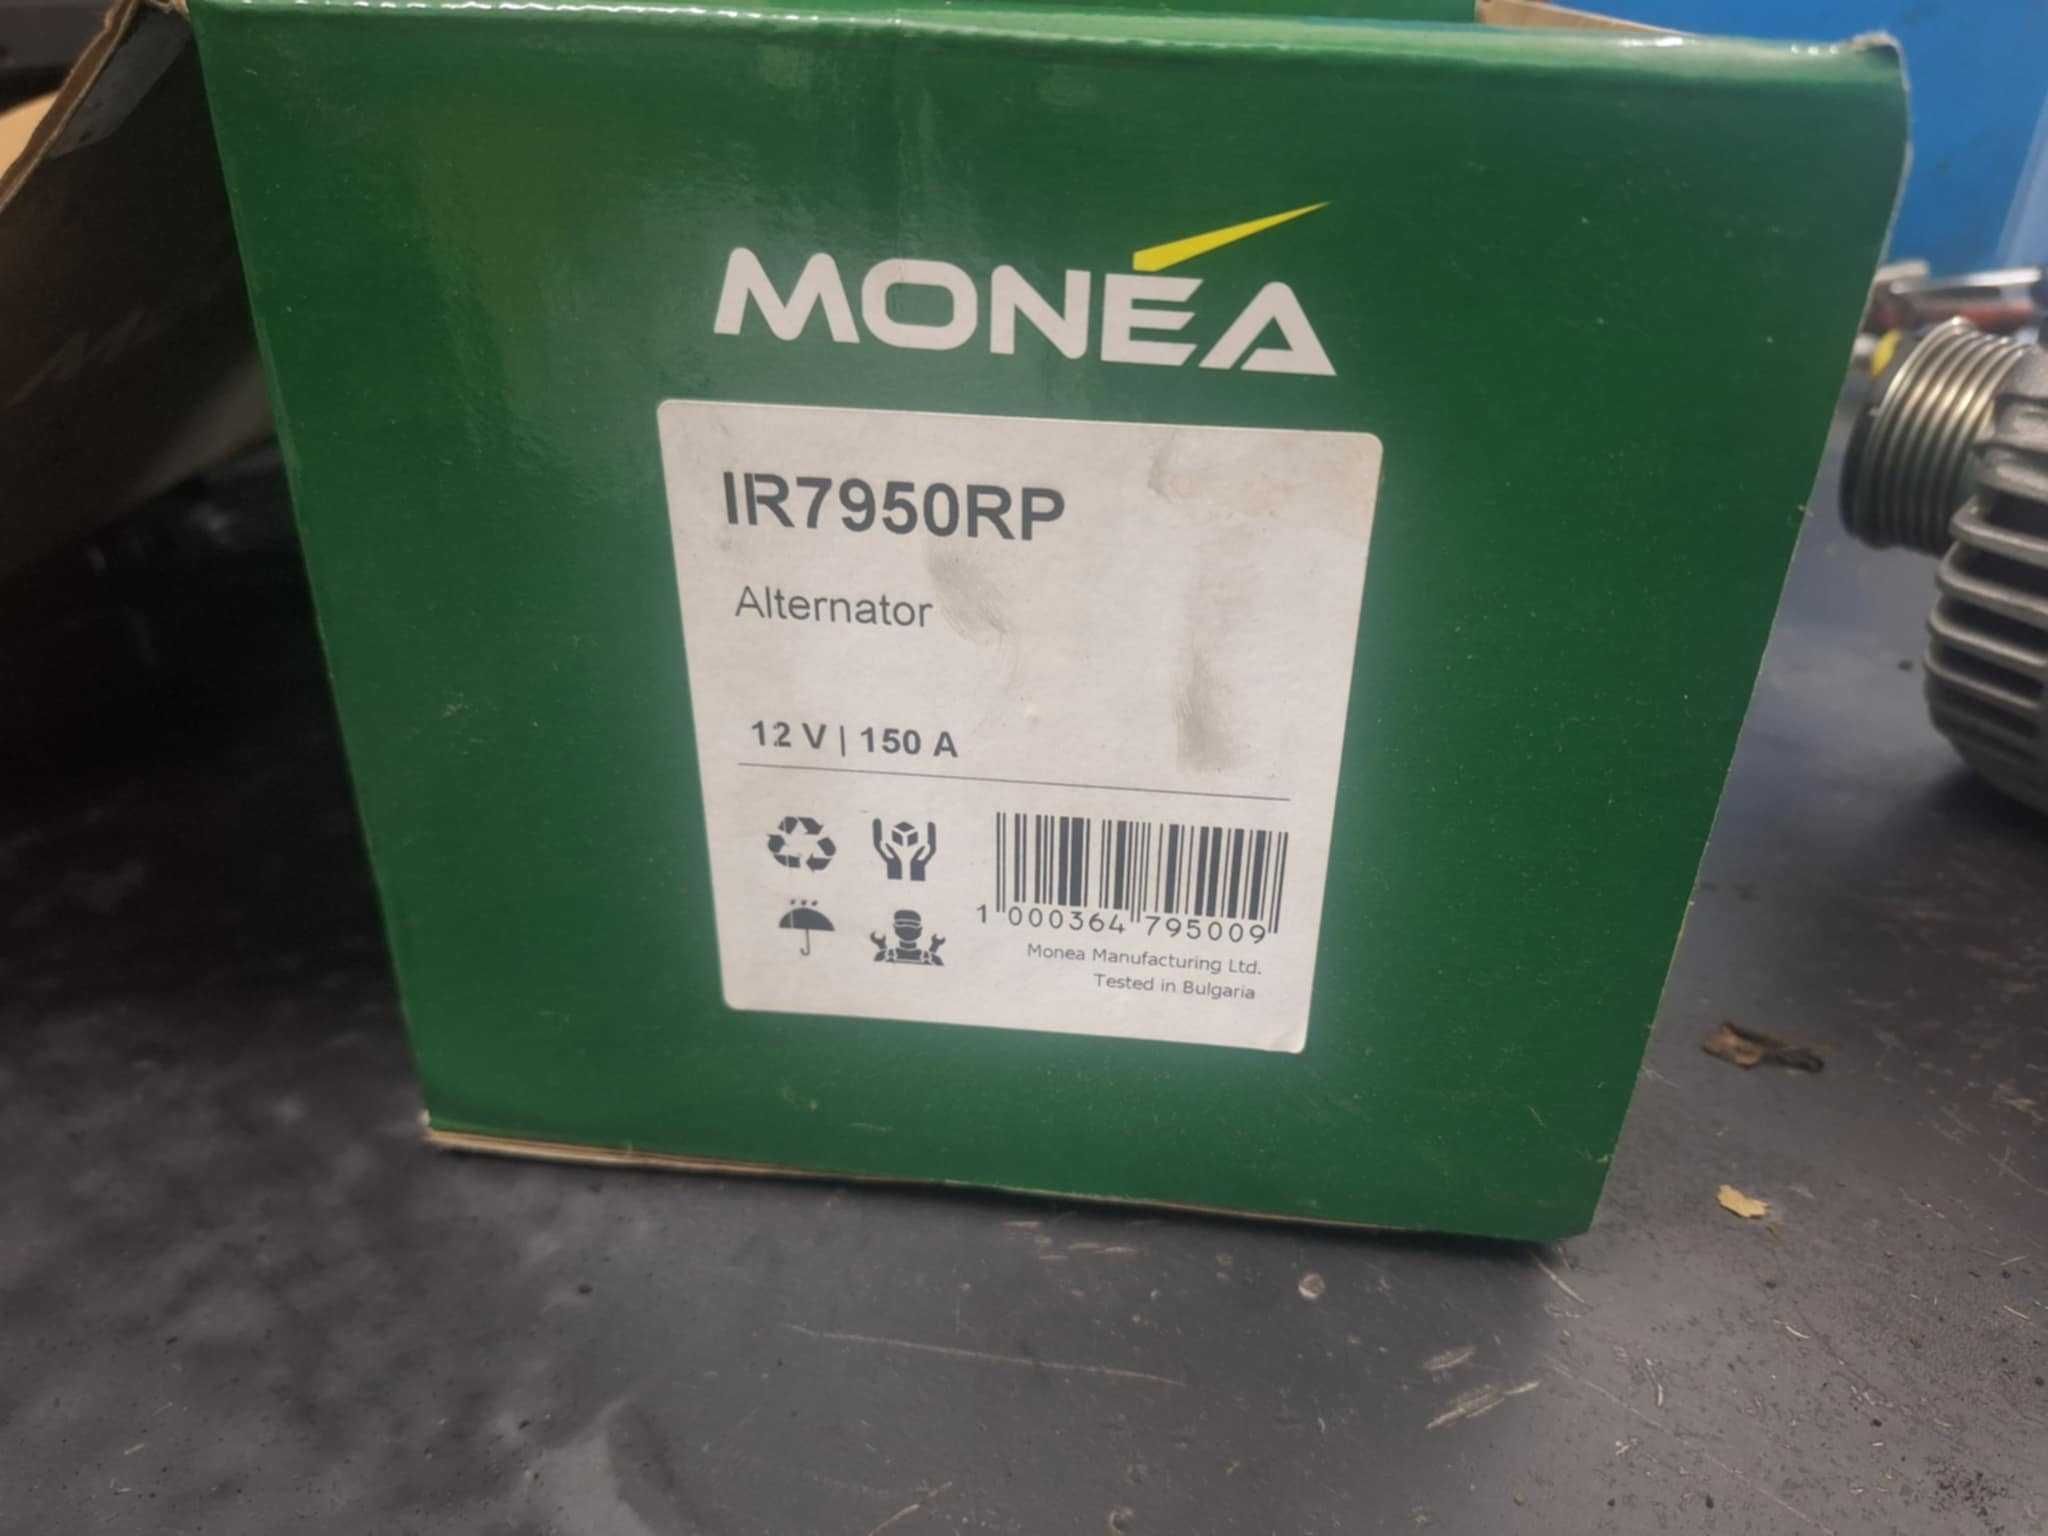 MONÉA
IR7950RP
Alternator
12 V | 150 A
1 000364 795009
Monea Manufacturing Ltd.
Tested in Bulgaria